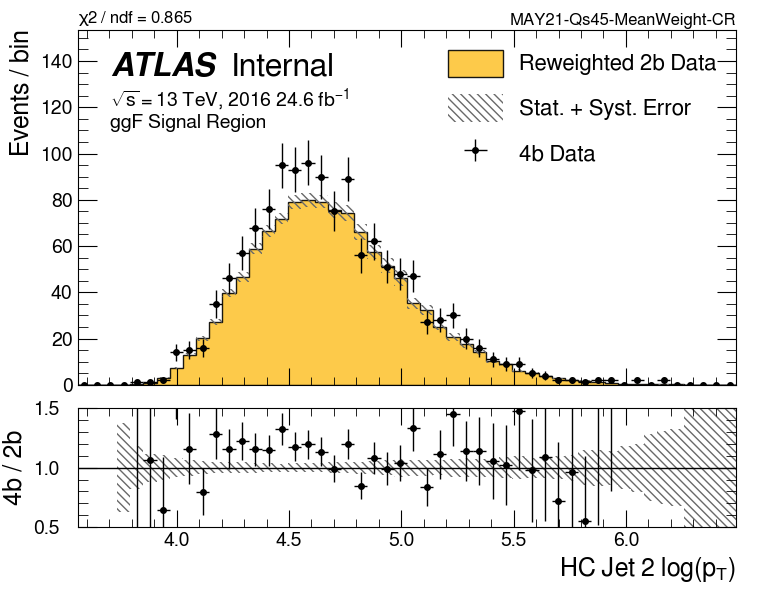 χ2 / ndf = 0.865
MAY21-Qs45-MeanWeight-CR
Events / bin
140
120
100
80
60
40
20
0
ATLAS Internal
√s = 13 TeV, 2016 24.6 fb−1
ggF Signal Region
Reweighted 2b Data
Stat. + Syst. Error
4b Data
4b / 2b
1.5
1.0
0.5
4.0 4.5 5.0 5.5 6.0
HC Jet 2 log(pT)